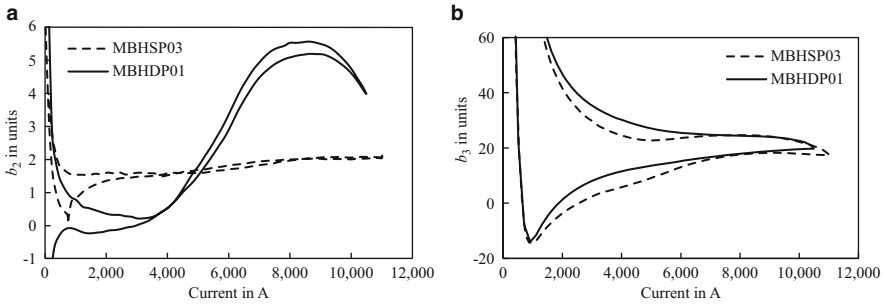 a
6
5
4
3
2
1
0
-1
b₂ in units
MBHSP03
MBHDP01
0 2,000 4,000 6,000 8,000 10,000 12,000
Current in A
b
60
40
20
0
-20
b₃ in units
MBHSP03
MBHDP01
0 2,000 4,000 6,000 8,000 10,000 12,000
Current in A